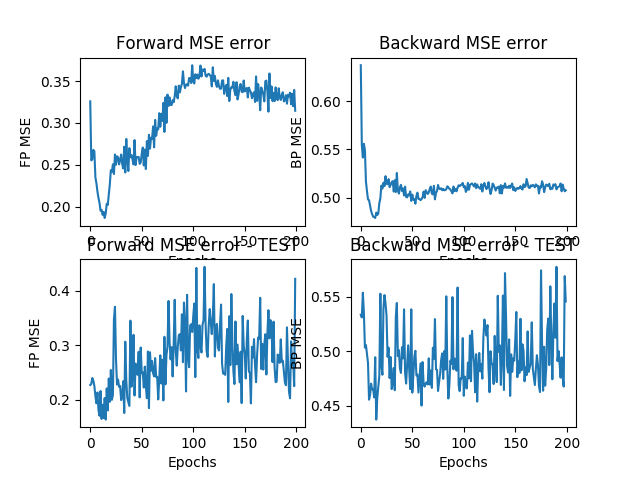 Forward MSE error
Backward MSE error
FP MSE
0.35
0.30
0.25
0.20
0 50 100 150 200
Epochs
BP MSE
0.60
0.55
0.50
0 50 100 150 200
Epochs
Forward MSE error - TEST
Backward MSE error - TEST
FP MSE
0.4
0.3
0.2
0 50 100 150 200
Epochs
BP MSE
0.55
0.50
0.45
0 50 100 150 200
Epochs